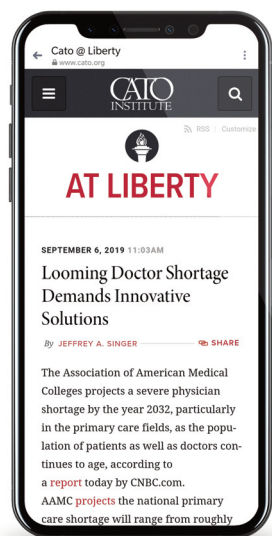 Cato @ Liberty
www.cato.org
CATO
INSTITUTE
RSS
Customize
AT LIBERTY
SEPTEMBER 6, 2019 11:03AM
Looming Doctor Shortage
Demands Innovative
Solutions
By JEFFREY A. SINGER
SHARE
The Association of American Medical
Colleges projects a severe physician
shortage by the year 2032, particularly
in the primary care fields, as the popu-
lation of patients as well as doctors con-
tinues to age, according to
a report today by CNBC.com.
AAMC projects the national primary
care shortage will range from roughly